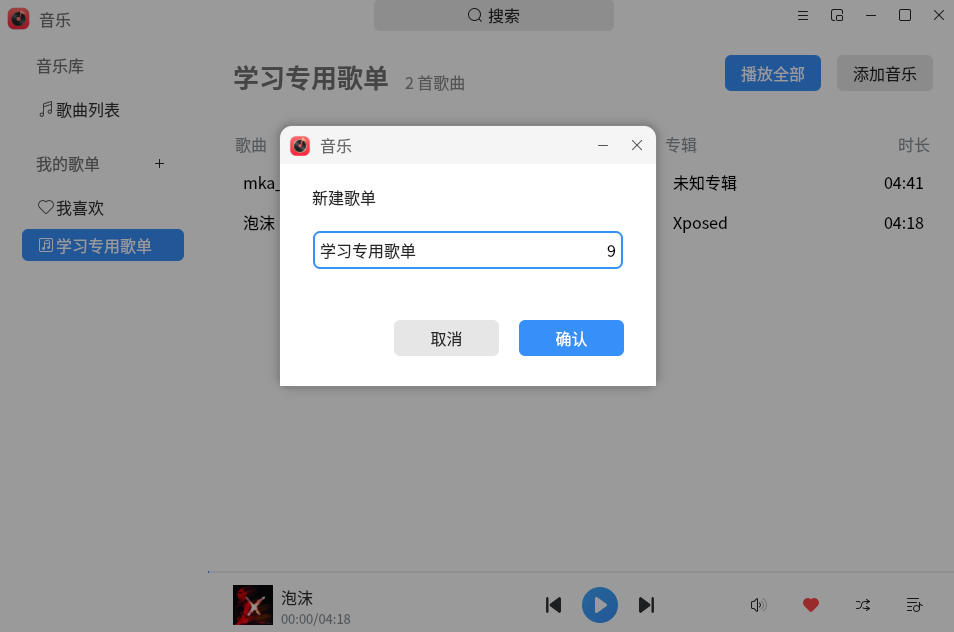 音乐
搜索
音乐库
歌曲列表
我的歌单 +
我喜欢
学习专用歌单
学习专用歌单 2 首歌曲
播放全部
添加音乐
歌曲 专辑 时长
mka_ 未知专辑 04:41
泡沫 Xposed 04:18
音乐
新建歌单
学习专用歌单 9
取消
确认
泡沫
00:00/04:18